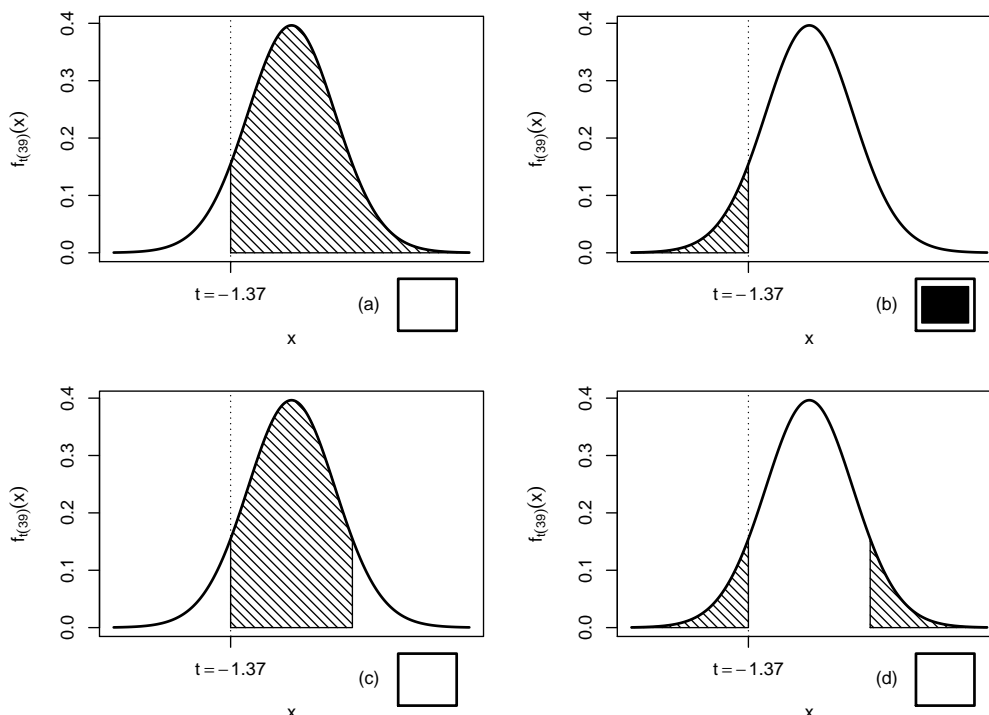 0.4
0.3
0.2
0.1
0.0
f_t(39)(x)
t = −1.37
(a)
x
0.4
0.3
0.2
0.1
0.0
f_t(39)(x)
t = −1.37
(b)
x
0.4
0.3
0.2
0.1
0.0
f_t(39)(x)
t = −1.37
(c)
x
0.4
0.3
0.2
0.1
0.0
f_t(39)(x)
t = −1.37
(d)
x